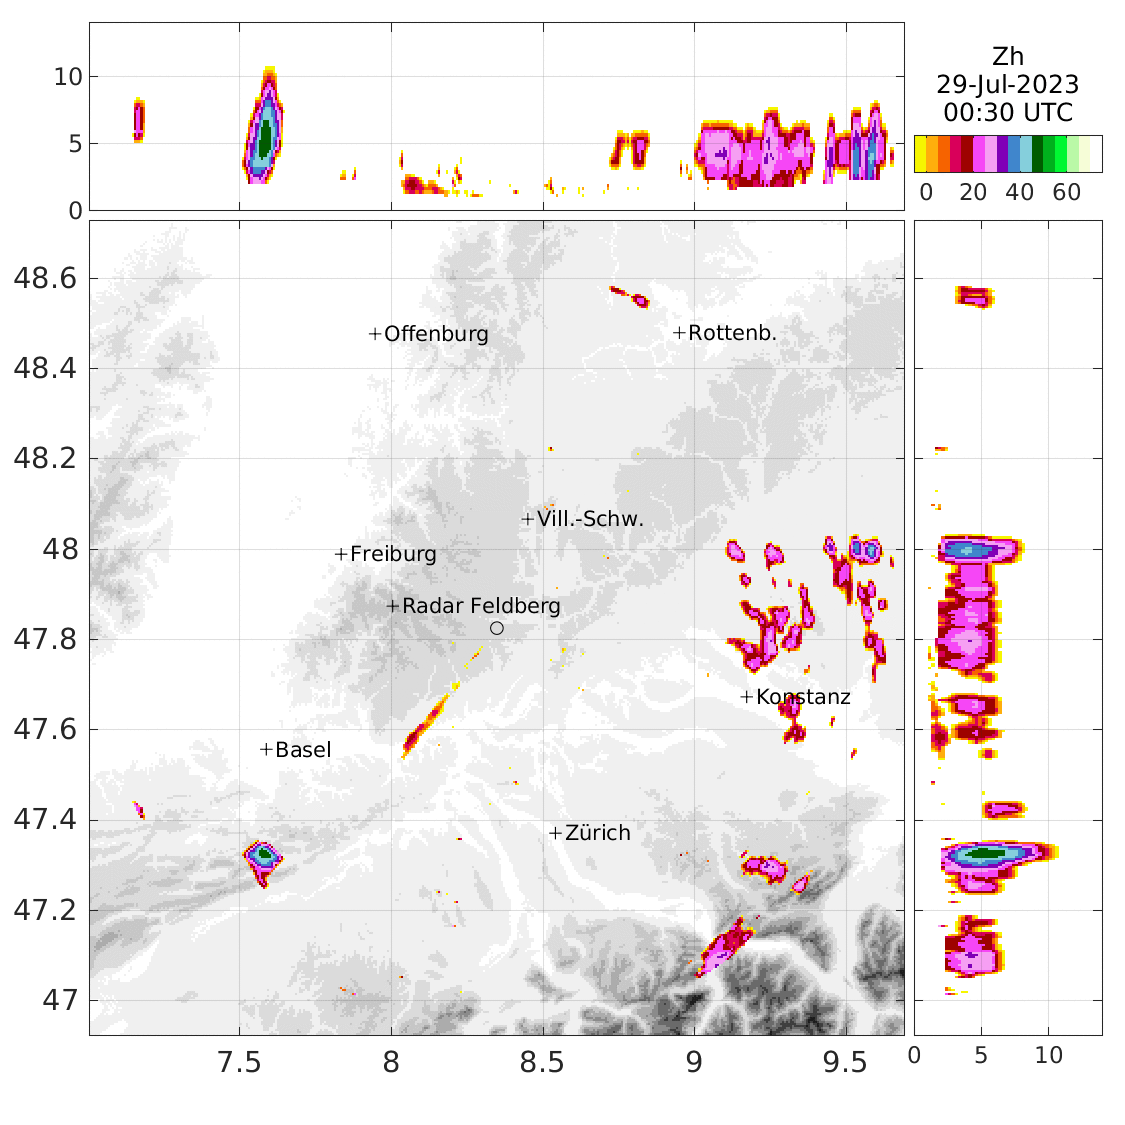 10
5
0
Zh
29-Jul-2023
00:30 UTC
0 20 40 60
48.6
48.4
48.2
48
47.8
47.6
47.4
47.2
47
+Offenburg
+Rottenb.
+Vill.-Schw.
+Freiburg
+Radar Feldberg
+Konstanz
+Basel
+Zürich
7.5 8 8.5 9 9.5
0 5 10